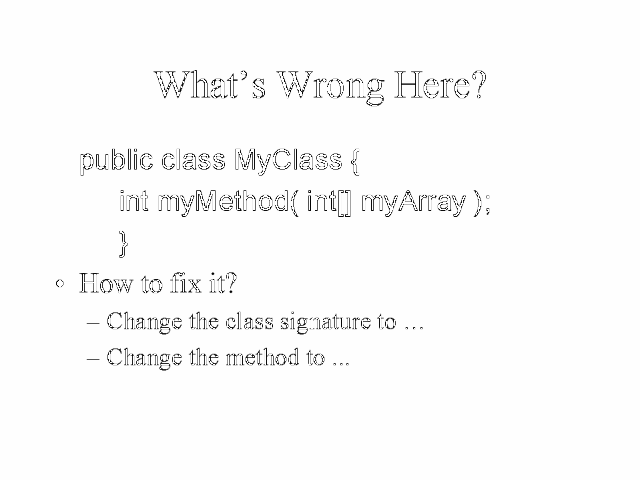 What's Wrong Here?
public class MyClass {
int myMethod( int[] myArray );
}
• How to fix it?
– Change the class signature to …
– Change the method to ...